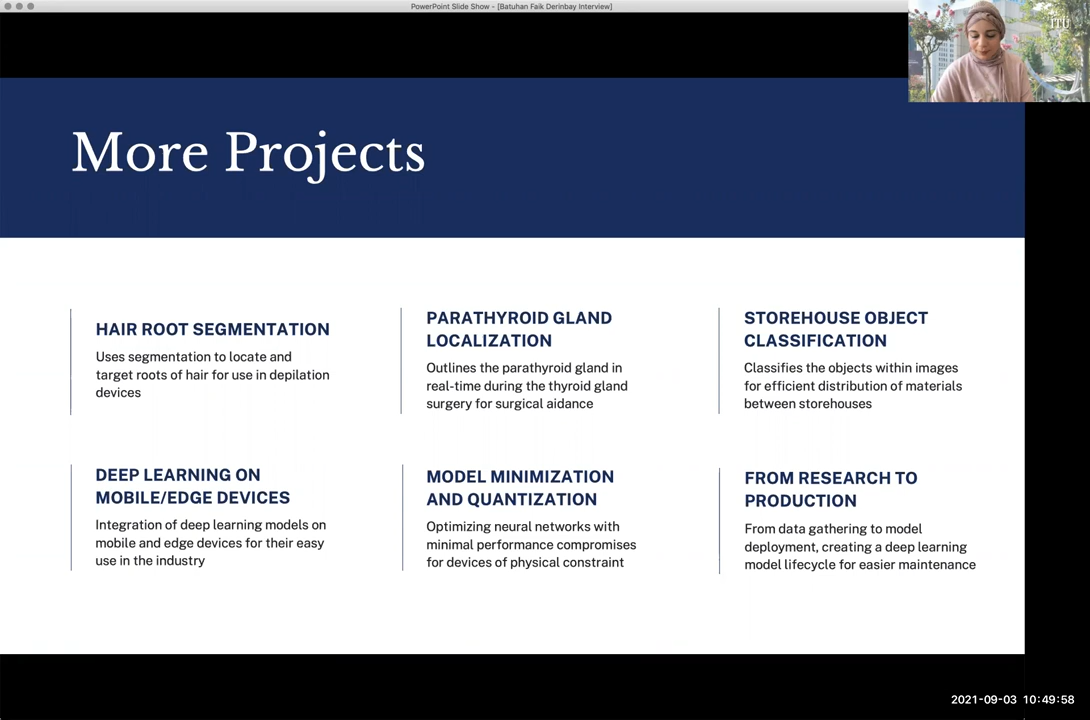 PowerPoint Slide Show - [Batuhan Faik Derinbay Interview]
İTÜ
More Projects
HAIR ROOT SEGMENTATION
Uses segmentation to locate and
target roots of hair for use in depilation
devices
PARATHYROID GLAND
LOCALIZATION
Outlines the parathyroid gland in
real-time during the thyroid gland
surgery for surgical aidance
STOREHOUSE OBJECT
CLASSIFICATION
Classifies the objects within images
for efficient distribution of materials
between storehouses
DEEP LEARNING ON
MOBILE/EDGE DEVICES
Integration of deep learning models on
mobile and edge devices for their easy
use in the industry
MODEL MINIMIZATION
AND QUANTIZATION
Optimizing neural networks with
minimal performance compromises
for devices of physical constraint
FROM RESEARCH TO
PRODUCTION
From data gathering to model
deployment, creating a deep learning
model lifecycle for easier maintenance
2021-09-03 10:49:58